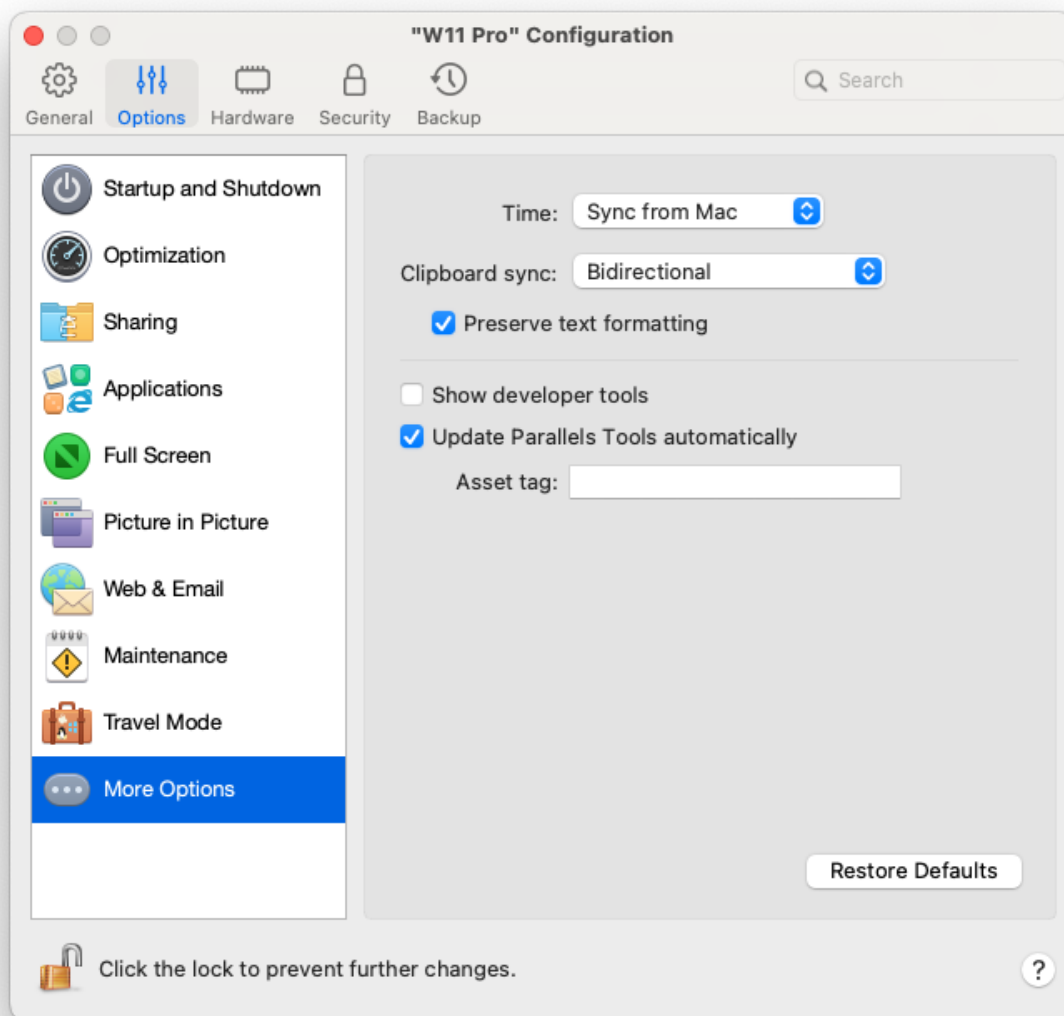 "W11 Pro" Configuration
General Options Hardware Security Backup
Search
Startup and Shutdown
Optimization
Sharing
Applications
Full Screen
Picture in Picture
Web & Email
Maintenance
Travel Mode
More Options
Time: Sync from Mac
Clipboard sync: Bidirectional
Preserve text formatting
Show developer tools
Update Parallels Tools automatically
Asset tag:
Restore Defaults
Click the lock to prevent further changes.
?